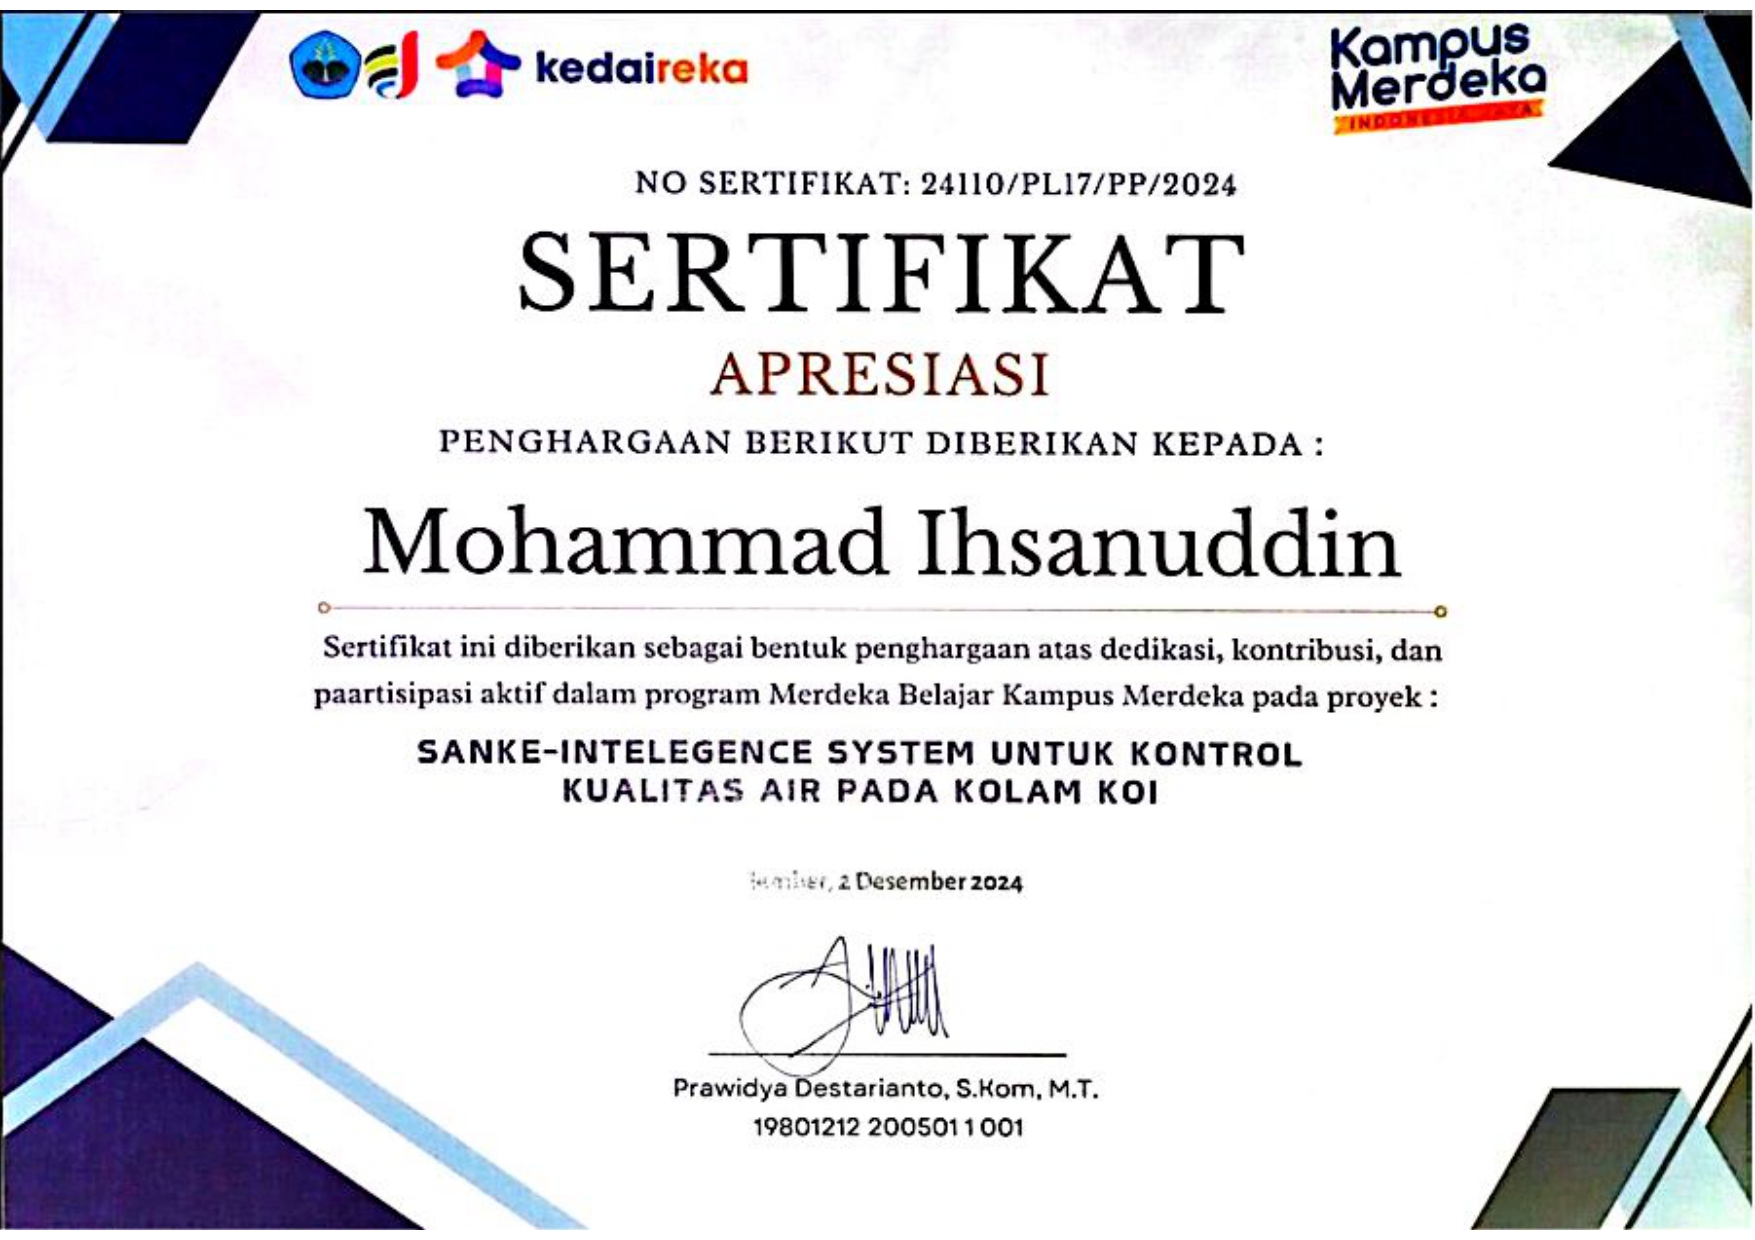 kedaireka
Kampus
Merdeka
INDONESIA JAYA
NO SERTIFIKAT: 24110/PL17/PP/2024
SERTIFIKAT
APRESIASI
PENGHARGAAN BERIKUT DIBERIKAN KEPADA :
Mohammad Ihsanuddin
Sertifikat ini diberikan sebagai bentuk penghargaan atas dedikasi, kontribusi, dan
paartisipasi aktif dalam program Merdeka Belajar Kampus Merdeka pada proyek :
SANKE-INTELEGENCE SYSTEM UNTUK KONTROL
KUALITAS AIR PADA KOLAM KOI
Jember, 2 Desember 2024
Prawidya Destarianto, S.Kom, M.T.
19801212 200501 1 001